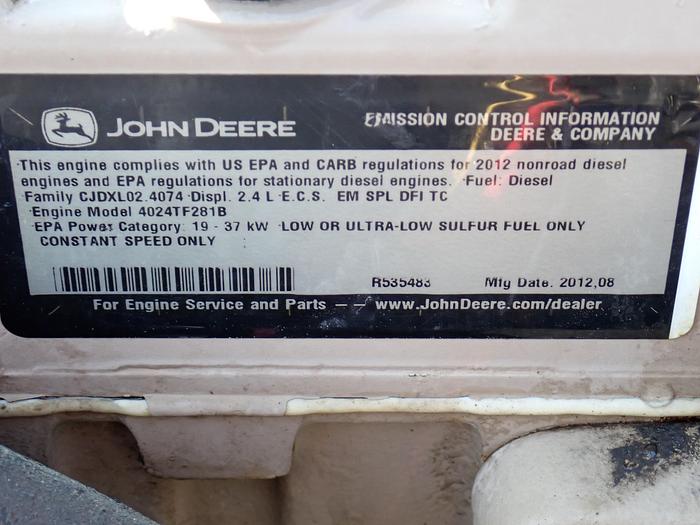 JOHN DEERE
EMISSION CONTROL INFORMATION
DEERE & COMPANY
This engine complies with US EPA and CARB regulations for 2012 nonroad diesel
engines and EPA regulations for stationary diesel engines. Fuel: Diesel
Family CJDXL02.4074 Displ. 2.4 L E.C.S. EM SPL DFI TC
Engine Model 4024TF281B
EPA Power Category: 19 - 37 kW LOW OR ULTRA-LOW SULFUR FUEL ONLY
CONSTANT SPEED ONLY
R535483 Mfg Date: 2012,08
For Engine Service and Parts -- www.JohnDeere.com/dealer